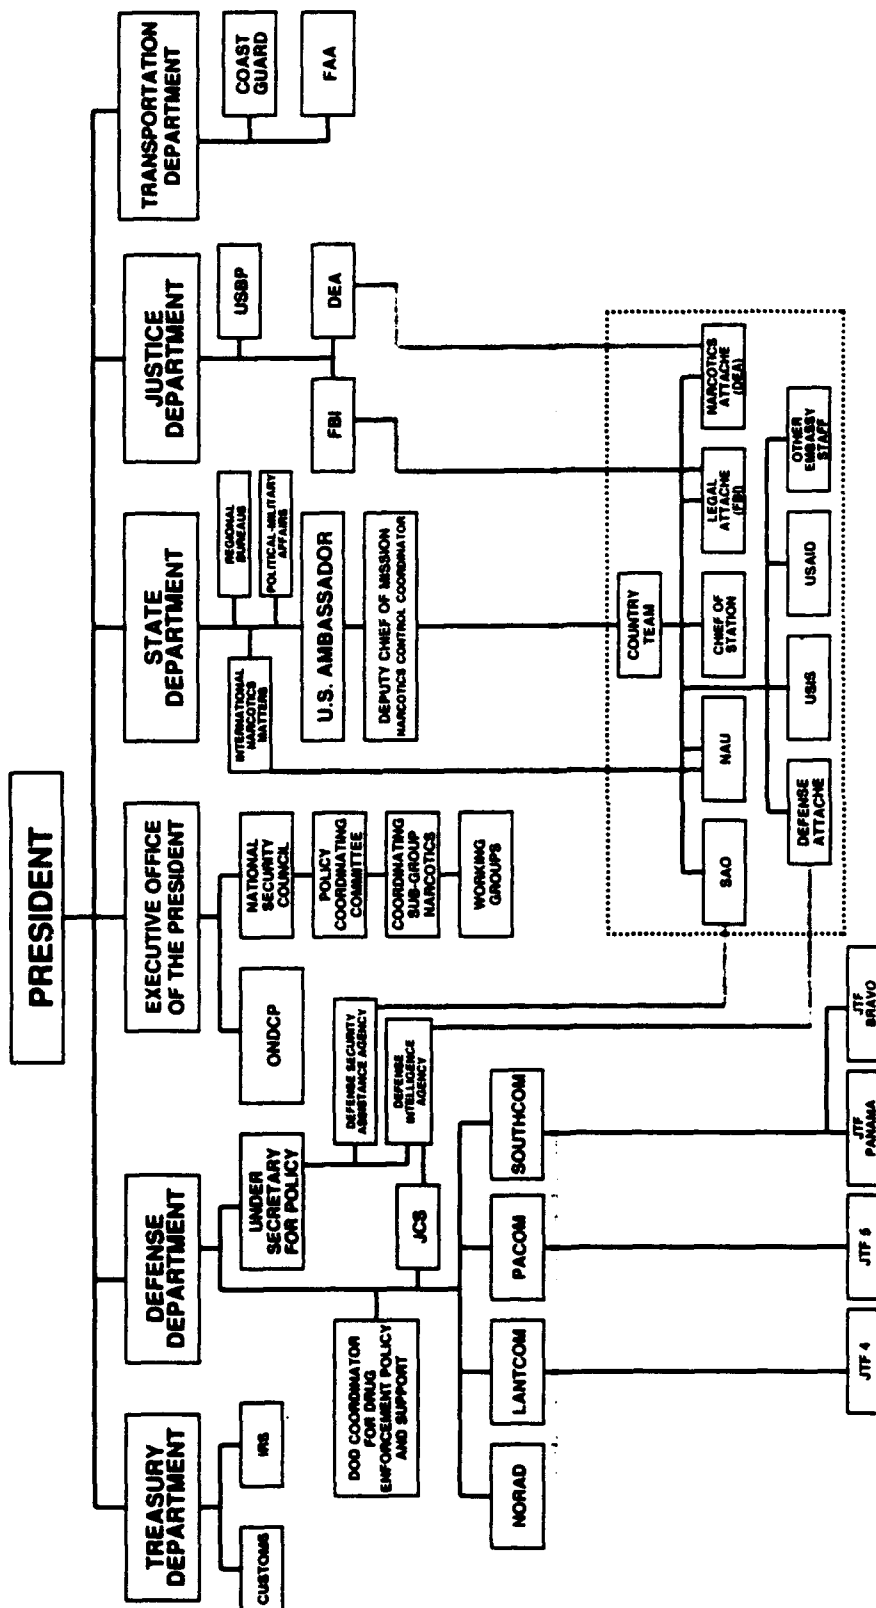 PRESIDENT
TREASURY
DEPARTMENT
DEFENSE
DEPARTMENT
EXECUTIVE OFFICE
OF THE PRESIDENT
STATE
DEPARTMENT
JUSTICE
DEPARTMENT
TRANSPORTATION
DEPARTMENT
CUSTOMS
IRS
UNDER
SECRETARY
FOR POLICY
ONDCP
NATIONAL
SECURITY
COUNCIL
POLICY
COORDINATING
COMMITTEE
COORDINATING
SUB-GROUP
NARCOTICS
WORKING
GROUPS
INTERNATIONAL
NARCOTICS
MATTERS
REGIONAL
BUREAUS
POLITICAL-MILITARY
AFFAIRS
U.S. AMBASSADOR
DEPUTY CHIEF OF MISSION
NARCOTICS CONTROL COORDINATOR
USBP
FBI
DEA
COAST
GUARD
FAA
DOD COORDINATOR
FOR DRUG
ENFORCEMENT POLICY
AND SUPPORT
JCS
DEFENSE SECURITY
ASSISTANCE AGENCY
DEFENSE
INTELLIGENCE
AGENCY
NORAD
LANTCOM
PACOM
SOUTHCOM
COUNTRY
TEAM
SAO
NAU
CHIEF OF
STATION
LEGAL
ATTACHE
(FBI)
NARCOTICS
ATTACHE
(DEA)
DEFENSE
ATTACHE
USIS
USAID
OTHER
EMBASSY
STAFF
JTF 4
JTF 5
JTF
PANAMA
JTF
BRAVO